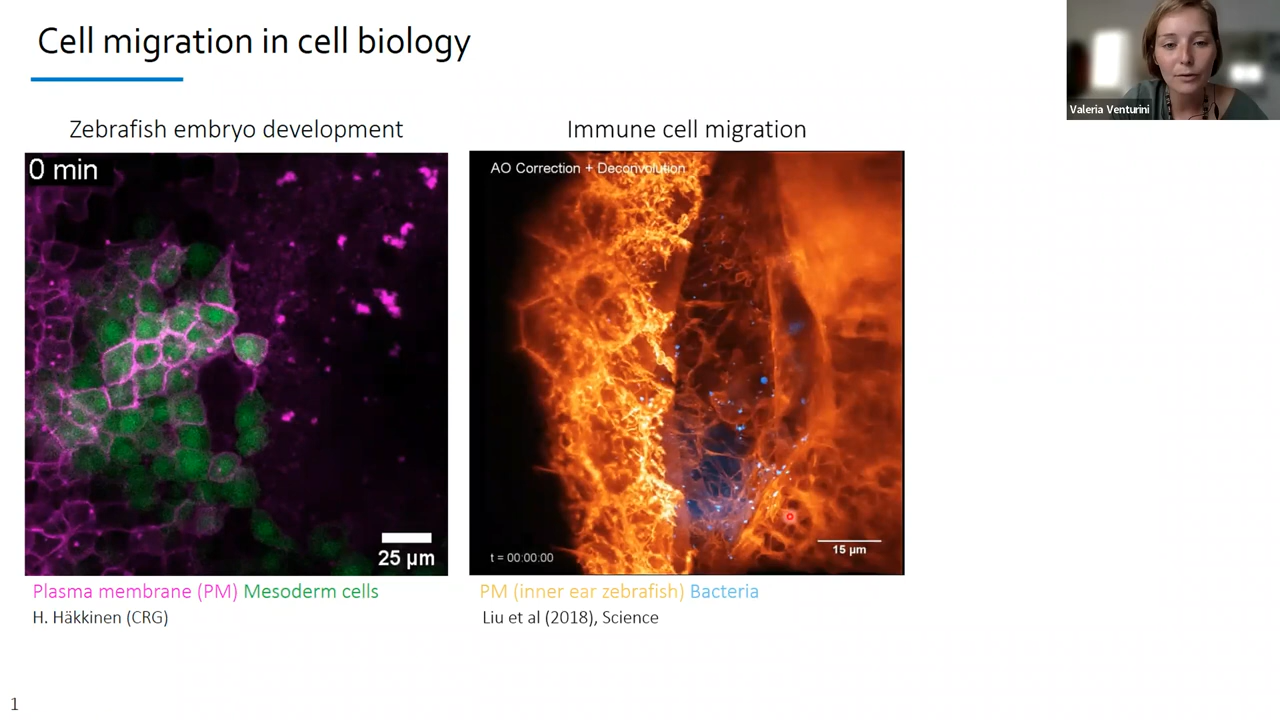 Cell migration in cell biology
Valeria Venturini
Zebrafish embryo development
Immune cell migration
0 min
AO Correction + Deconvolution
25 µm
15 µm
t = 00:00:00
Plasma membrane (PM) Mesoderm cells
PM (inner ear zebrafish) Bacteria
H. Häkkinen (CRG)
Liu et al (2018), Science
1